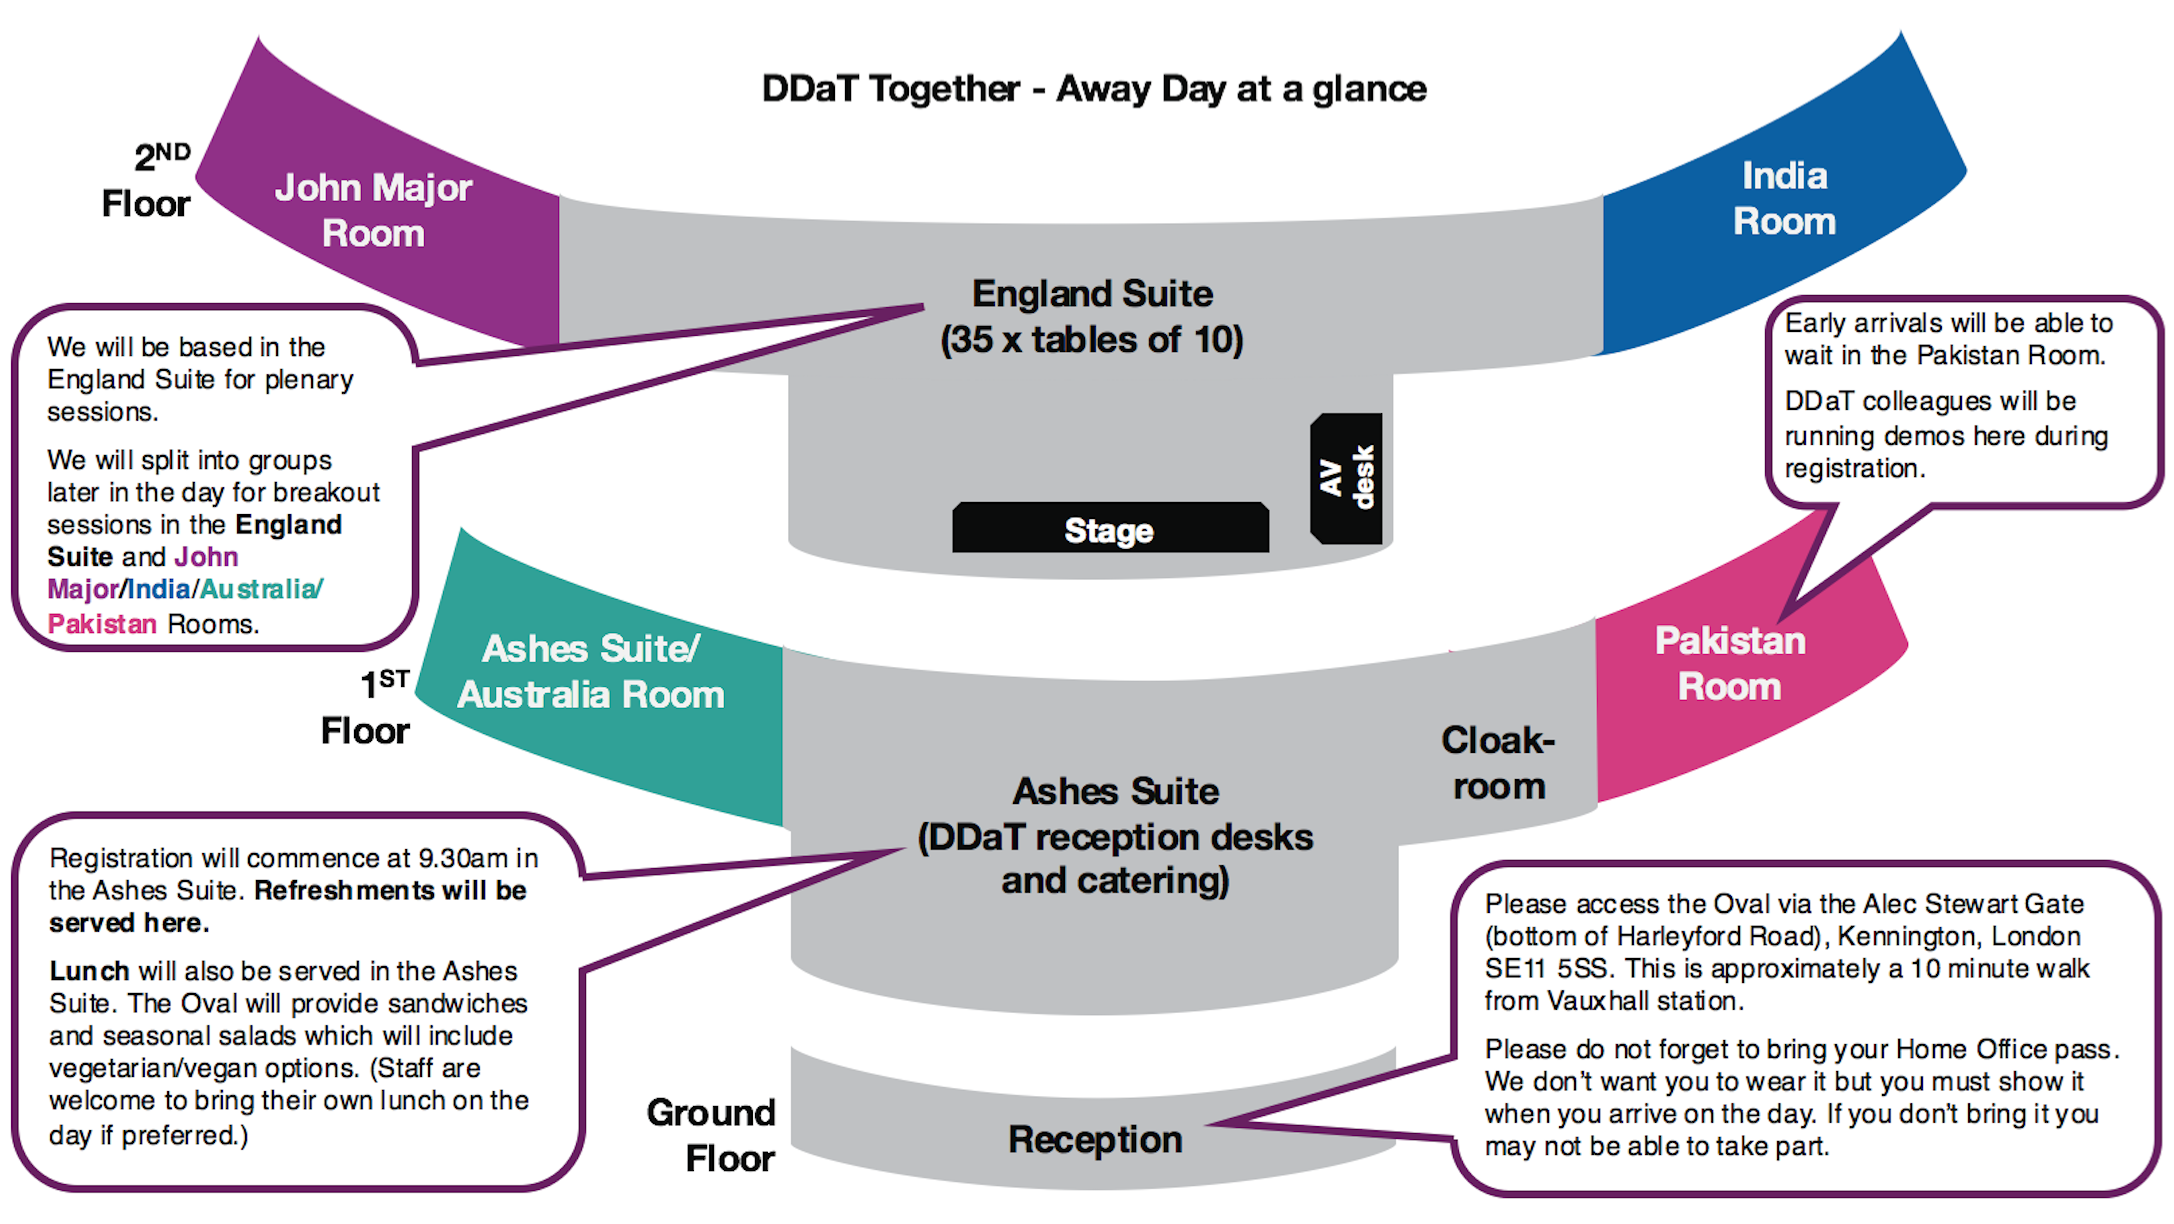 DDaT Together - Away Day at a glance
2ND
Floor
John Major
Room
India
Room
England Suite
(35 x tables of 10)
AV
desk
Stage
We will be based in the
England Suite for plenary
sessions.
We will split into groups
later in the day for breakout
sessions in the England
Suite and John
Major/India/Australia/
Pakistan Rooms.
Early arrivals will be able to
wait in the Pakistan Room.
DDaT colleagues will be
running demos here during
registration.
1ST
Floor
Ashes Suite/
Australia Room
Pakistan
Room
Cloak-
room
Ashes Suite
(DDaT reception desks
and catering)
Registration will commence at 9.30am in
the Ashes Suite. Refreshments will be
served here.
Lunch will also be served in the Ashes
Suite. The Oval will provide sandwiches
and seasonal salads which will include
vegetarian/vegan options. (Staff are
welcome to bring their own lunch on the
day if preferred.)
Please access the Oval via the Alec Stewart Gate
(bottom of Harleyford Road), Kennington, London
SE11 5SS. This is approximately a 10 minute walk
from Vauxhall station.
Please do not forget to bring your Home Office pass.
We don't want you to wear it but you must show it
when you arrive on the day. If you don't bring it you
may not be able to take part.
Ground
Floor
Reception